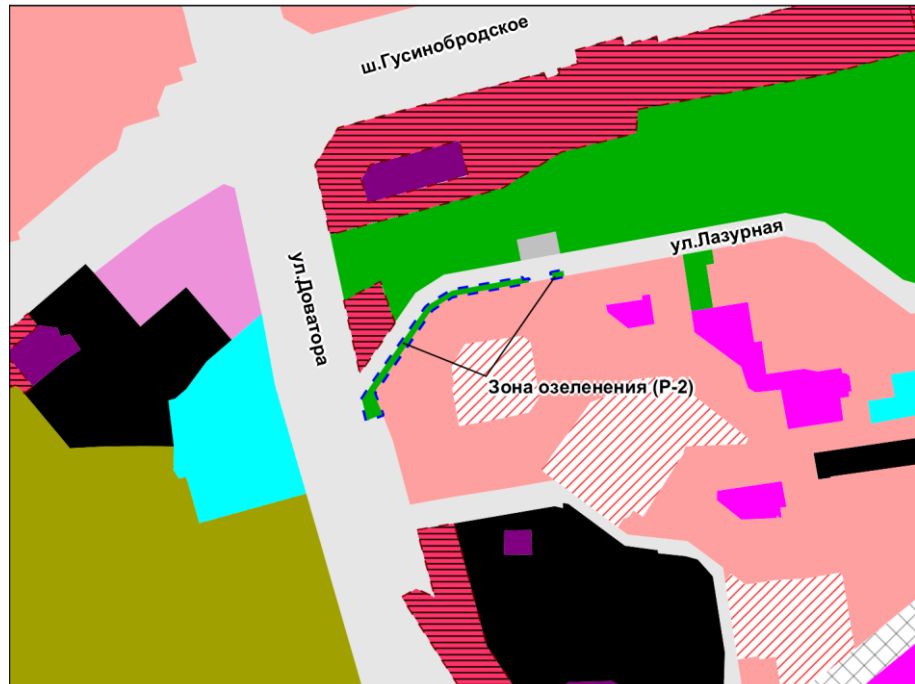 ш.Гусинобродское
ул.Лазурная
ул.Доватора
Зона озеленения (Р-2)